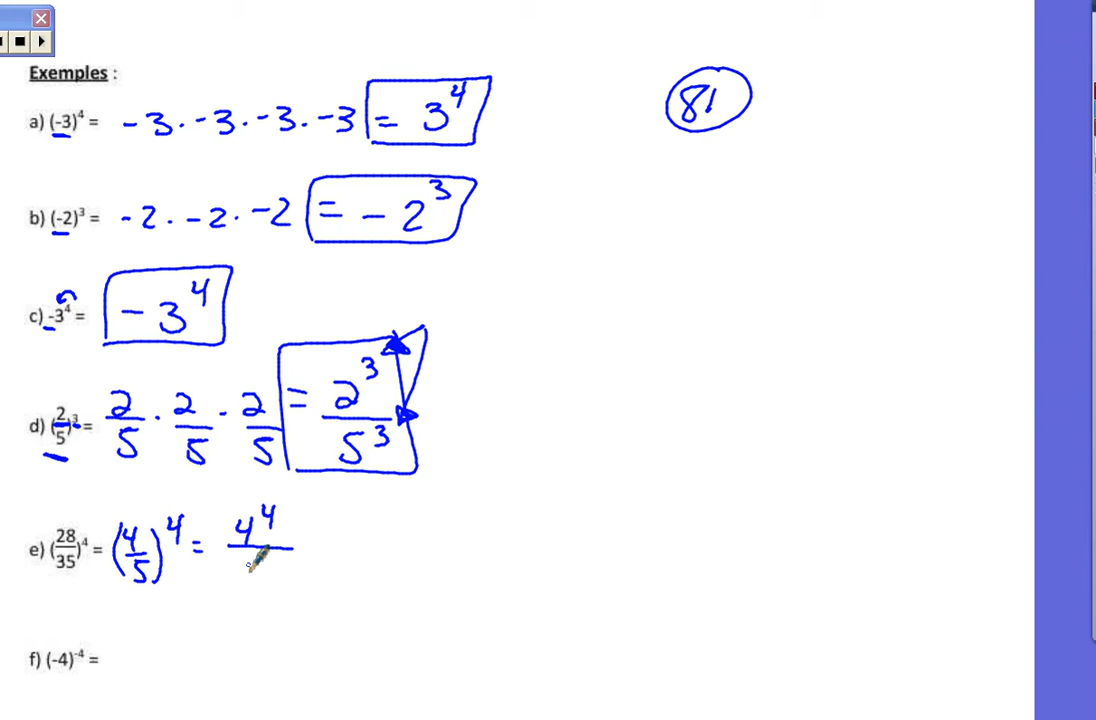 Exemples :
81
a) (-3)⁴ = -3 · -3 · -3 · -3 = 3⁴
b) (-2)³ = -2 · -2 · -2 = -2³
c) -3⁴ = -3⁴
d) (2/5)³ = 2/5 · 2/5 · 2/5 = 2³/5³
e) (28/35)⁴ = (4/5)⁴ = 4⁴/
f) (-4)⁻⁴ =